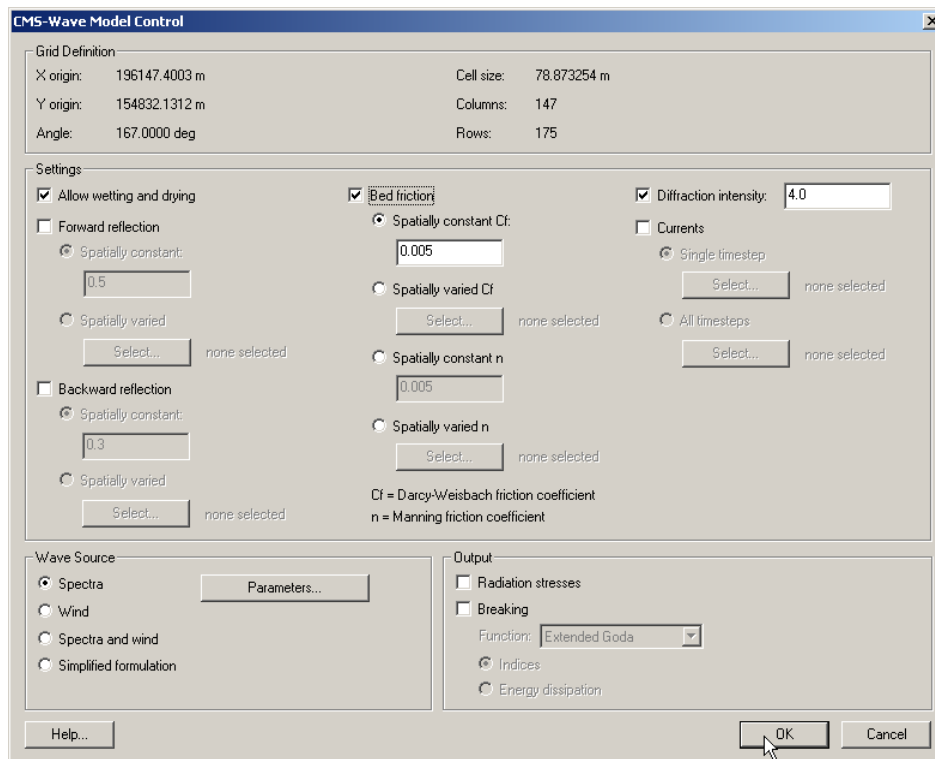 CMS-Wave Model Control
Grid Definition
X origin: 196147.4003 m
Cell size: 78.873254 m
Y origin: 154832.1312 m
Columns: 147
Angle: 167.0000 deg
Rows: 175
Settings
Allow wetting and drying
Forward reflection
Spatially constant:
0.5
Spatially varied
Select... none selected
Backward reflection
Spatially constant:
0.3
Spatially varied
Select... none selected
Bed friction
Spatially constant Cf:
0.005
Spatially varied Cf
Select... none selected
Spatially constant n
0.005
Spatially varied n
Select... none selected
Cf = Darcy-Weisbach friction coefficient
n = Manning friction coefficient
Diffraction intensity: 4.0
Currents
Single timestep
Select... none selected
All timesteps
Select... none selected
Wave Source
Spectra
Parameters...
Wind
Spectra and wind
Simplified formulation
Output
Radiation stresses
Breaking
Function: Extended Goda
Indices
Energy dissipation
Help...
OK
Cancel